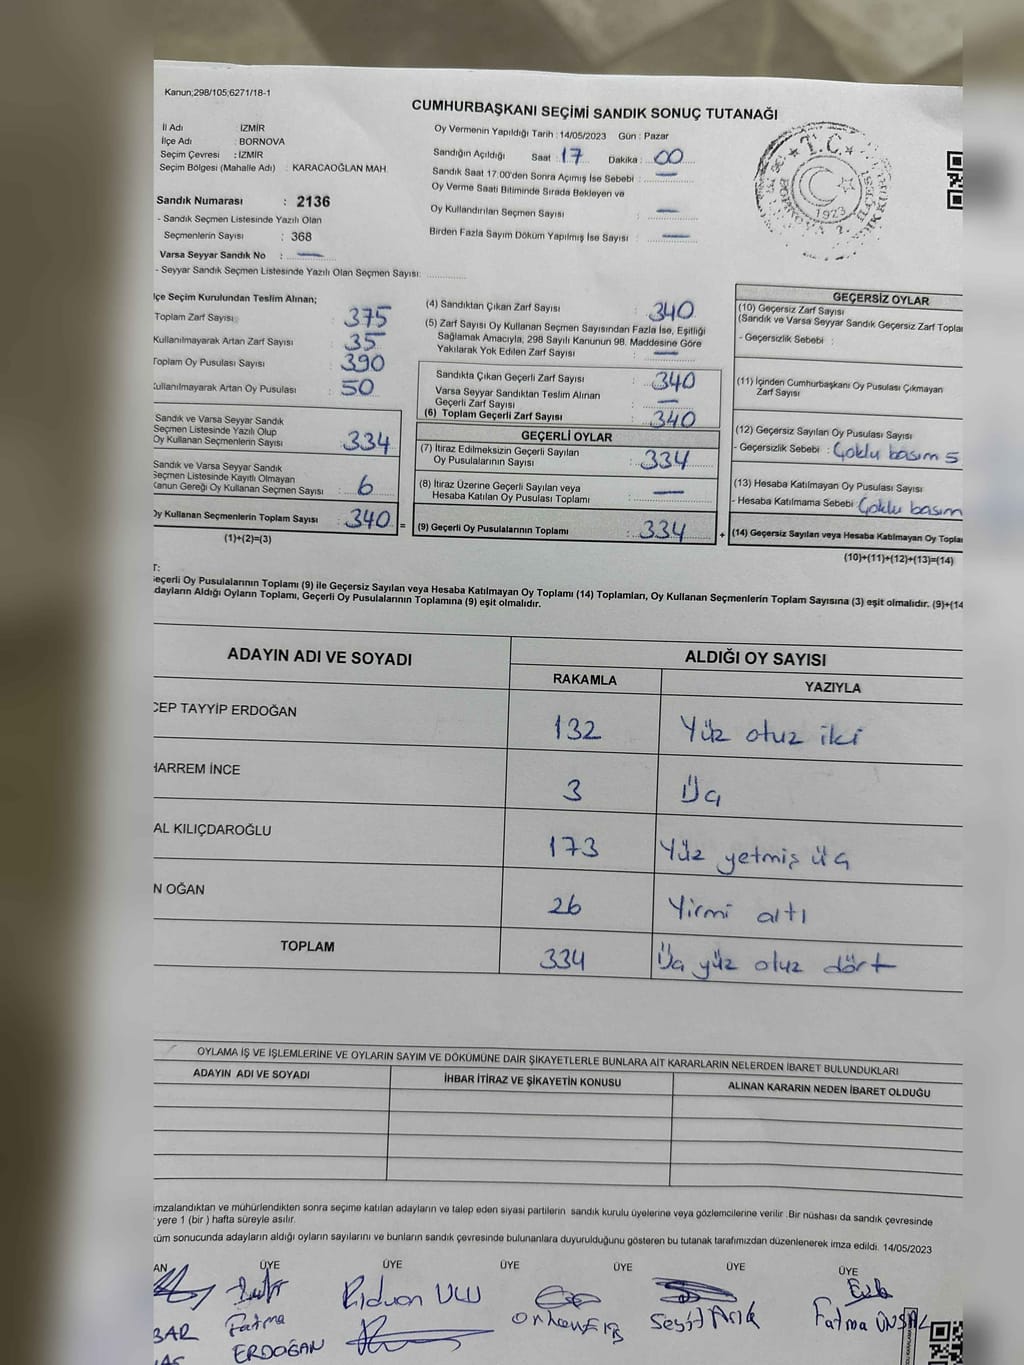 Kanun;298/105;6271/18-1
CUMHURBAŞKANI SEÇİMİ SANDIK SONUÇ TUTANAĞI
İl Adı İZMİR
İlçe Adı : BORNOVA
Seçim Çevresi : İZMİR
Seçim Bölgesi (Mahalle Adı) : KARACAOĞLAN MAH.
Sandık Numarası : 2136
- Sandık Seçmen Listesinde Yazılı Olan
Seçmenlerin Sayısı : 368
Varsa Seyyar Sandık No : —
- Seyyar Sandık Seçmen Listesinde Yazılı Olan Seçmen Sayısı:
Oy Vermenin Yapıldığı Tarih : 14/05/2023 Gün : Pazar
Sandığın Açıldığı Saat : 17 Dakika : 00
Sandık Saat 17.00'den Sonra Açımış İse Sebebi : —
Oy Verme Saati Bitiminde Sırada Bekleyen ve
Oy Kullandırılan Seçmen Sayısı : —
Birden Fazla Sayım Döküm Yapılmış İse Sayısı : —
T.C.
1923
lçe Seçim Kurulundan Teslim Alınan;
Toplam Zarf Sayısı : 375
Kullanılmayarak Artan Zarf Sayısı : 35
Toplam Oy Pusulası Sayısı : 390
Kullanılmayarak Artan Oy Pusulası : 50
Sandık ve Varsa Seyyar Sandık
Seçmen Listesinde Yazılı Olup
Oy Kullanan Seçmenlerin Sayısı : 334
Sandık ve Varsa Seyyar Sandık
Seçmen Listesinde Kayıtlı Olmayan
Kanun Gereği Oy Kullanan Seçmen Sayısı : 6
Oy Kullanan Seçmenlerin Toplam Sayısı : 340 =
(1)+(2)=(3)
(4) Sandıktan Çıkan Zarf Sayısı : 340
(5) Zarf Sayısı Oy Kullanan Seçmen Sayısından Fazla İse, Eşitliği
Sağlamak Amacıyla, 298 Sayılı Kanunun 98. Maddesine Göre
Yakılarak Yok Edilen Zarf Sayısı : —
Sandıkta Çıkan Geçerli Zarf Sayısı : 340
Varsa Seyyar Sandıktan Teslim Alınan
Geçerli Zarf Sayısı : —
(6) Toplam Geçerli Zarf Sayısı : 340
GEÇERLİ OYLAR
(7) İtiraz Edilmeksizin Geçerli Sayılan
Oy Pusulalarının Sayısı : 334
(8) İtiraz Üzerine Geçerli Sayılan veya
Hesaba Katılan Oy Pusulası Toplamı : —
(9) Geçerli Oy Pusulalarının Toplamı : 334 +
GEÇERSİZ OYLAR
(10) Geçersiz Zarf Sayısı
(Sandık ve Varsa Seyyar Sandık Geçersiz Zarf Toplar
- Geçersizlik Sebebi :
(11) İçinden Cumhurbaşkanı Oy Pusulası Çıkmayan
Zarf Sayısı
(12) Geçersiz Sayılan Oy Pusulası Sayısı
- Geçersizlik Sebebi : Çoklu basım 5
(13) Hesaba Katılmayan Oy Pusulası Sayısı
- Hesaba Katılmama Sebebi : Çoklu basım
(14) Geçersiz Sayılan veya Hesaba Katılmayan Oy Toplar
(10)+(11)+(12)+(13)=(14)
T:
eçerli Oy Pusulalarının Toplamı (9) ile Geçersiz Sayılan veya Hesaba Katılmayan Oy Toplamı (14) Toplamları, Oy Kullanan Seçmenlerin Toplam Sayısına (3) eşit olmalıdır. (9)+(14
dayların Aldığı Oyların Toplamı, Geçerli Oy Pusulalarının Toplamına (9) eşit olmalıdır.
ADAYIN ADI VE SOYADI ALDIĞI OY SAYISI
RAKAMLA YAZIYLA
CEP TAYYİP ERDOĞAN 132 Yüz otuz iki
HARREM İNCE 3 Üç
AL KILIÇDAROĞLU 173 Yüz yetmiş üç
N OĞAN 26 Yirmi altı
TOPLAM 334 Üç yüz otuz dört
OYLAMA İŞ VE İŞLEMLERİNE VE OYLARIN SAYIM VE DÖKÜMÜNE DAİR ŞİKAYETLERLE BUNLARA AİT KARARLARIN NELERDEN İBARET BULUNDUKLARI
ADAYIN ADI VE SOYADI İHBAR İTİRAZ VE ŞİKAYETİN KONUSU ALINAN KARARIN NEDEN İBARET OLDUĞU
imzalandıktan ve mühürlendikten sonra seçime katılan adayların ve talep eden siyasi partilerin sandık kurulu üyelerine veya gözlemcilerine verilir .Bir nüshası da sandık çevresinde
yere 1 (bir ) hafta süreyle asılır.
küm sonucunda adayların aldığı oyların sayılarını ve bunların sandık çevresinde bulunanlara duyurulduğunu gösteren bu tutanak tarafımızdan düzenlenerek imza edildi. 14/05/2023
AN ÜYE ÜYE ÜYE ÜYE ÜYE ÜYE
Fatma ERDOĞAN
Rıdvan ULU
Seyit Arık
Fatma ÜNSAL